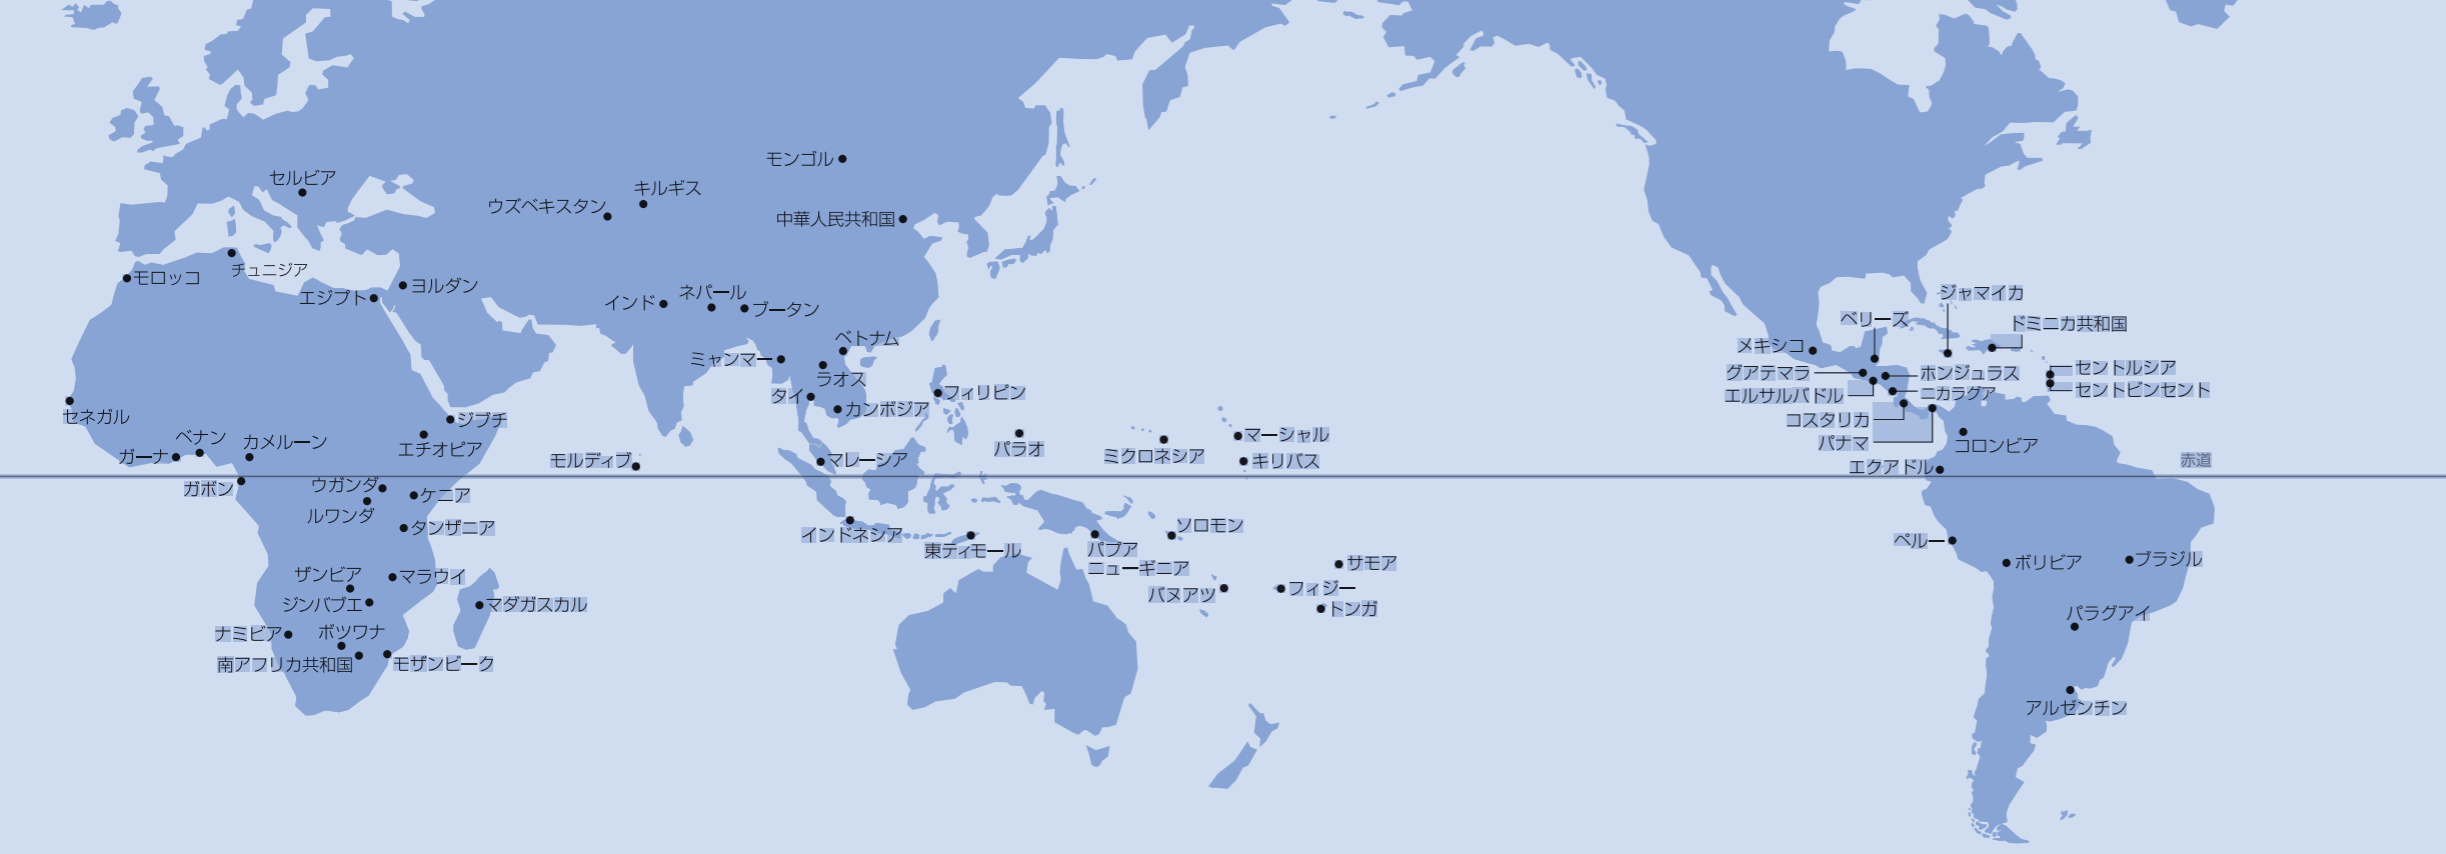 モンゴル
セルビア
キルギス
ウズベキスタン
中華人民共和国
チュニジア
モロッコ
ヨルダン
エジプト
ネパール
インド
ブータン
ジャマイカ
ベリーズ
ドミニカ共和国
ベトナム
メキシコ
ミャンマー
セントルシア
グアテマラ
ホンジュラス
ラオス
セントビンセント
エルサルバドル
ニカラグア
タイ
フィリピン
カンボジア
セネガル
ジブチ
コスタリカ
ベナン
カメルーン
マーシャル
パナマ
エチオピア
パラオ
コロンビア
ガーナ
ミクロネシア
モルディブ
マレーシア
キリバス
赤道
エクアドル
ガボン
ウガンダ
ケニア
ルワンダ
タンザニア
ソロモン
インドネシア
東ティモール
パプア
ニューギニア
ペルー
サモア
ボリビア
ブラジル
ザンビア
マラウイ
フィジー
バヌアツ
ジンバブエ
マダガスカル
トンガ
パラグアイ
ナミビア
ボツワナ
南アフリカ共和国
モザンビーク
アルゼンチン